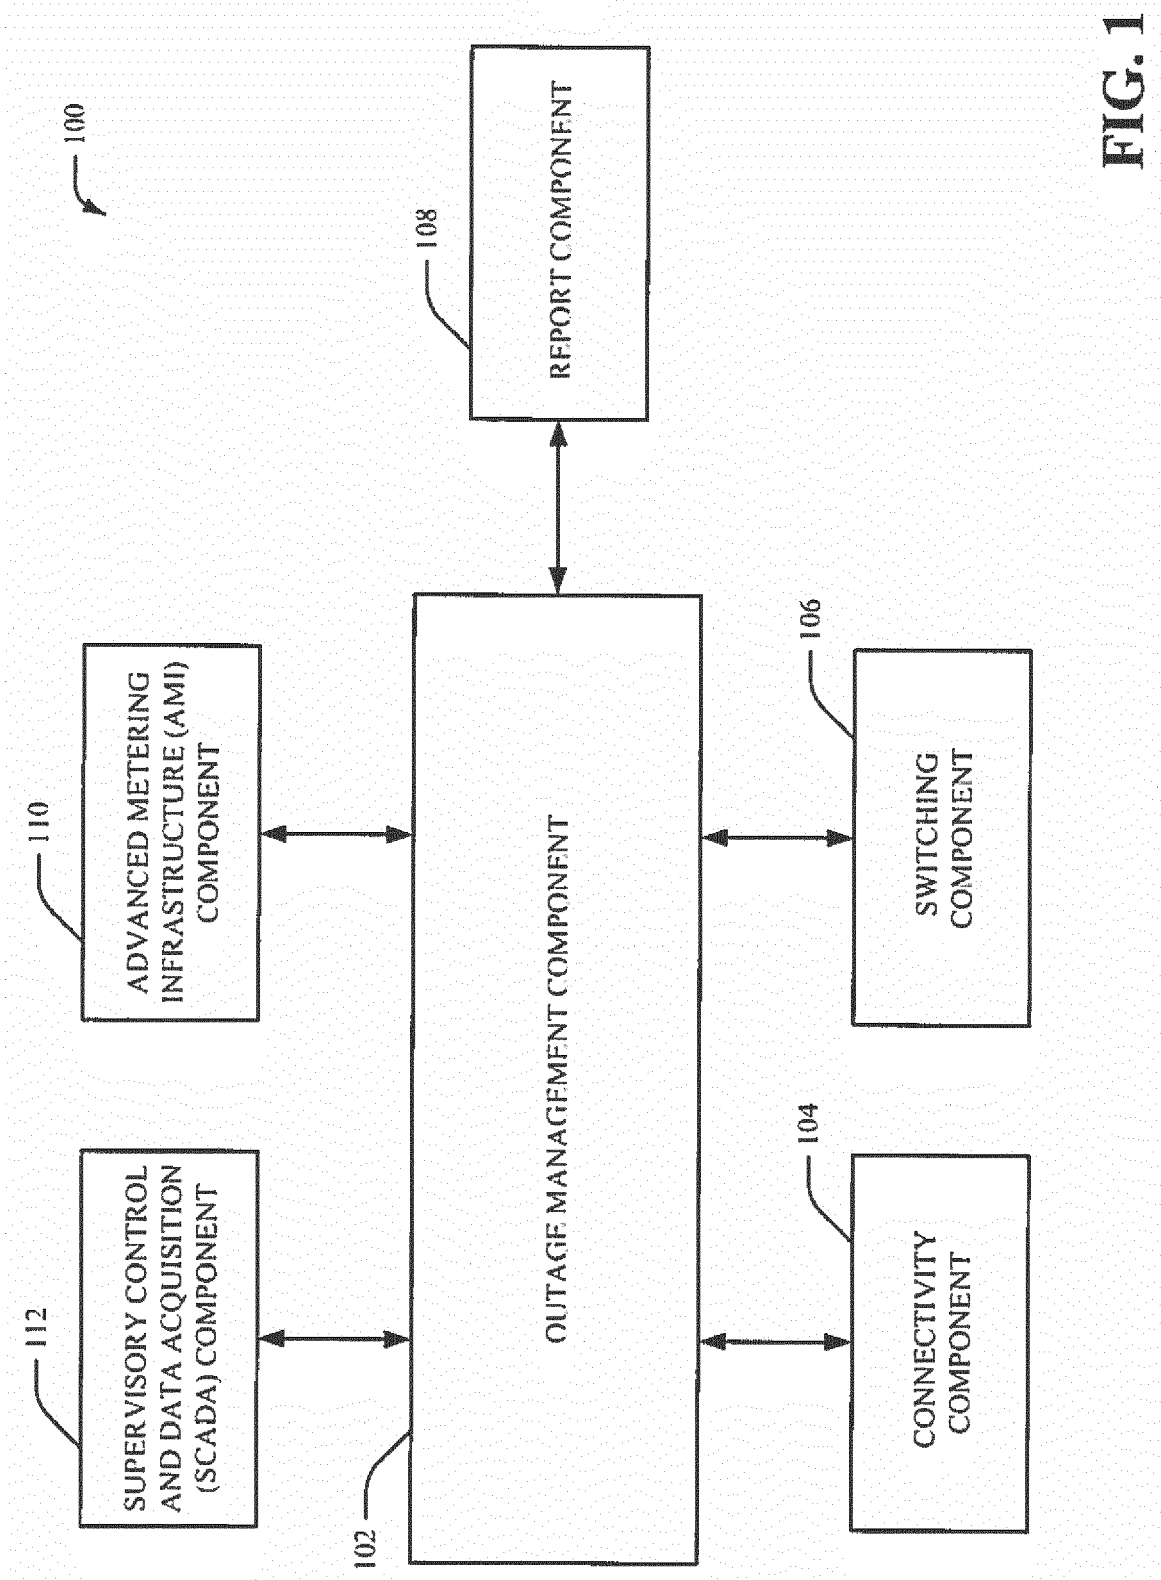 100
112
SUPERVISORY CONTROL
AND DATA ACQUISITION
(SCADA) COMPONENT
110
ADVANCED METERING
INFRASTRUCTURE (AMI)
COMPONENT
102
OUTAGE MANAGEMENT COMPONENT
108
REPORT COMPONENT
104
CONNECTIVITY
COMPONENT
106
SWITCHING
COMPONENT
FIG. 1